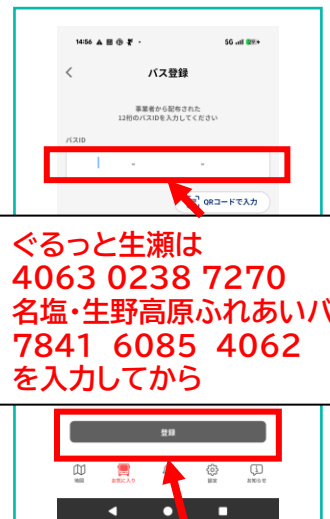 14:56
5G
バス登録
事業者から配布された
12桁のバスIDを入力してください
バスID
- -
QRコードで入力
ぐるっと生瀬は
4063 0238 7270
名塩・生野高原ふれあいバ
7841 6085 4062
を入力してから
登録
地図 お気に入り 設定 お知らせ